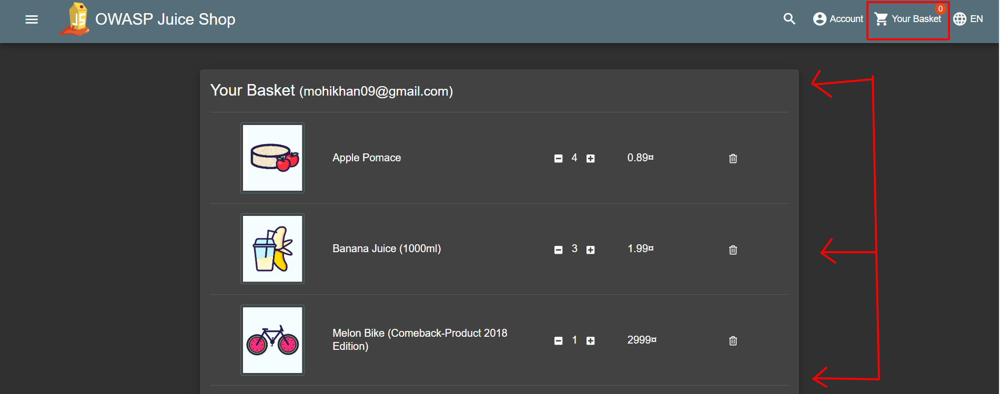 OWASP Juice Shop
Account
0
Your Basket
EN
Your Basket (mohikhan09@gmail.com)
Apple Pomace
4
0.89¤
Banana Juice (1000ml)
3
1.99¤
Melon Bike (Comeback-Product 2018
Edition)
1
2999¤